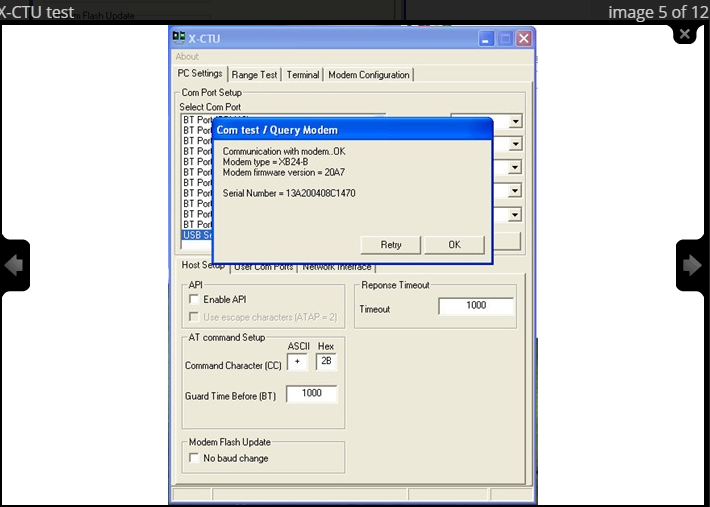 X-CTU test
image 5 of 12
Flash Update
X-CTU
About
PC Settings
Range Test
Terminal
Modem Configuration
Com Port Setup
Select Com Port
BT Port
Com test / Query Modem
BT Port
BT Port
BT Port
BT Port
BT Port
BT Port
BT Port
BT Port
BT Port
USB Se
Communication with modem..OK
Modem type = XB24-B
Modem firmware version = 20A7
Serial Number = 13A200408C1470
Retry
OK
Host Setup
User Com Ports
Network Interface
API
Enable API
Use escape characters (ATAP = 2)
Reponse Timeout
Timeout
1000
AT command Setup
ASCII
Hex
Command Character (CC)
+
2B
Guard Time Before (BT)
1000
Modem Flash Update
No baud change